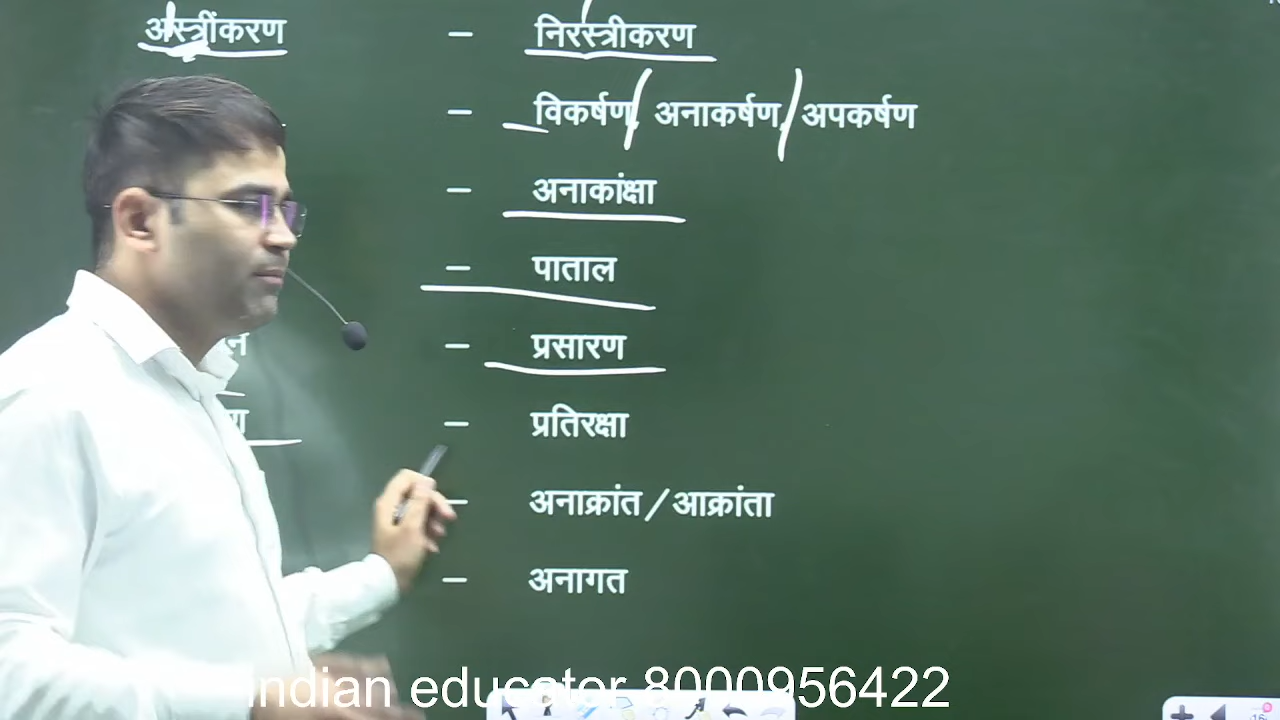 अस्त्रीकरण – निरस्त्रीकरण
– विकर्षण/ अनाकर्षण/अपकर्षण
– अनाकांक्षा
– पाताल
– प्रसारण
– प्रतिरक्षा
– अनाक्रांत/आक्रांता
– अनागत
indian educator 8000956422